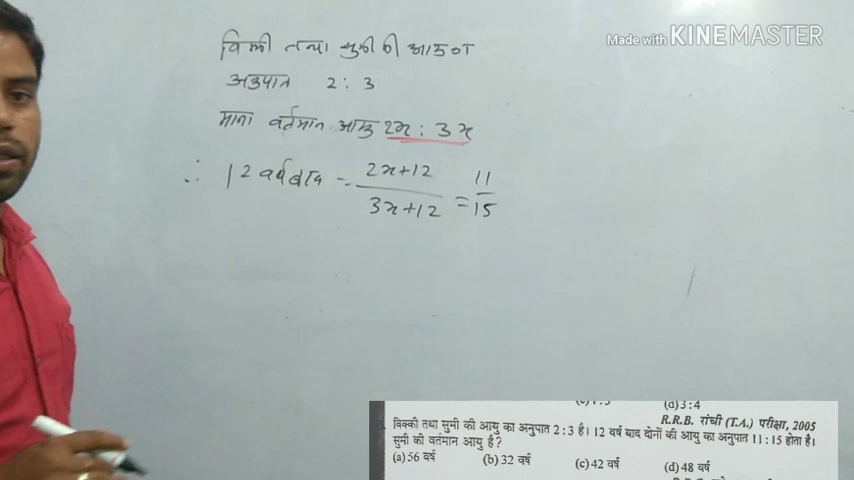 Made with KINEMASTER
विक्की तथा सुमी की आयु का
अनुपात 2 : 3
माना वर्तमान आयु 2x : 3x
∴ 12 वर्ष बाद = 2x+12 / 3x+12 = 11 / 15
(d) 3 : 4
R.R.B. रांची (T.A.) परीक्षा, 2005
विक्की तथा सुमी की आयु का अनुपात 2 : 3 है। 12 वर्ष बाद दोनों की आयु का अनुपात 11 : 15 होता है।
सुमी की वर्तमान आयु है?
(a) 56 वर्ष (b) 32 वर्ष (c) 42 वर्ष (d) 48 वर्ष